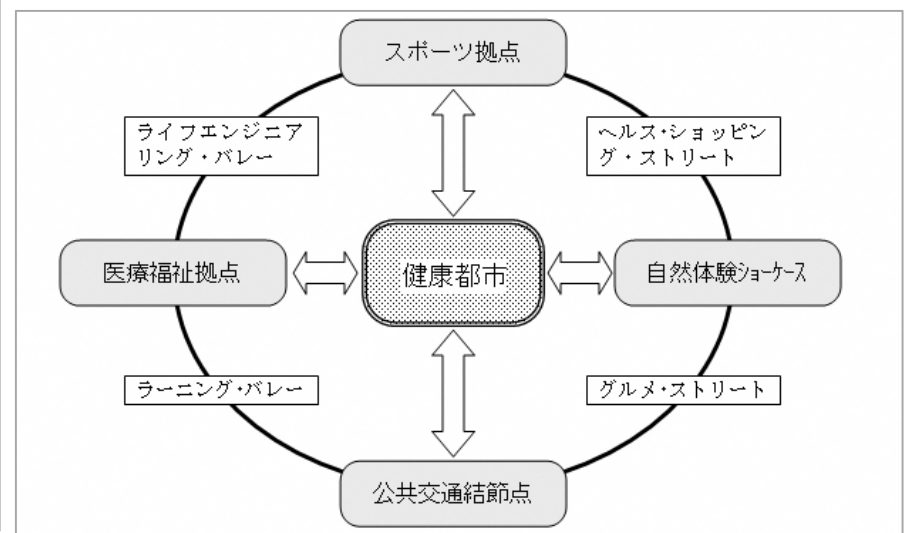 スポーツ拠点
ライフエンジニア
リング・バレー
ヘルス・ショッピン
グ・ストリート
医療福祉拠点
健康都市
自然体験ｼｮｰｹｰｽ
ラーニング・バレー
グルメ・ストリート
公共交通結節点